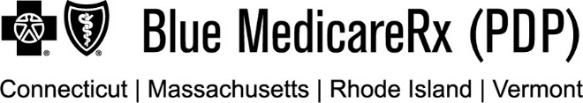 Blue MedicareRx (PDP)
Connecticut | Massachusetts | Rhode Island | Vermont